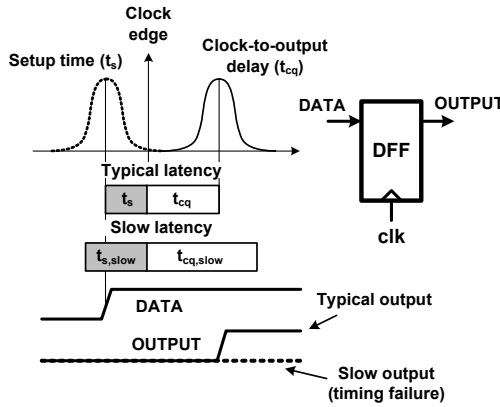 Clock
edge
Setup time (ts)
Clock-to-output
delay (tcq)
DATA
OUTPUT
DFF
clk
Typical latency
ts
tcq
Slow latency
ts,slow
tcq,slow
DATA
Typical output
OUTPUT
Slow output
(timing failure)